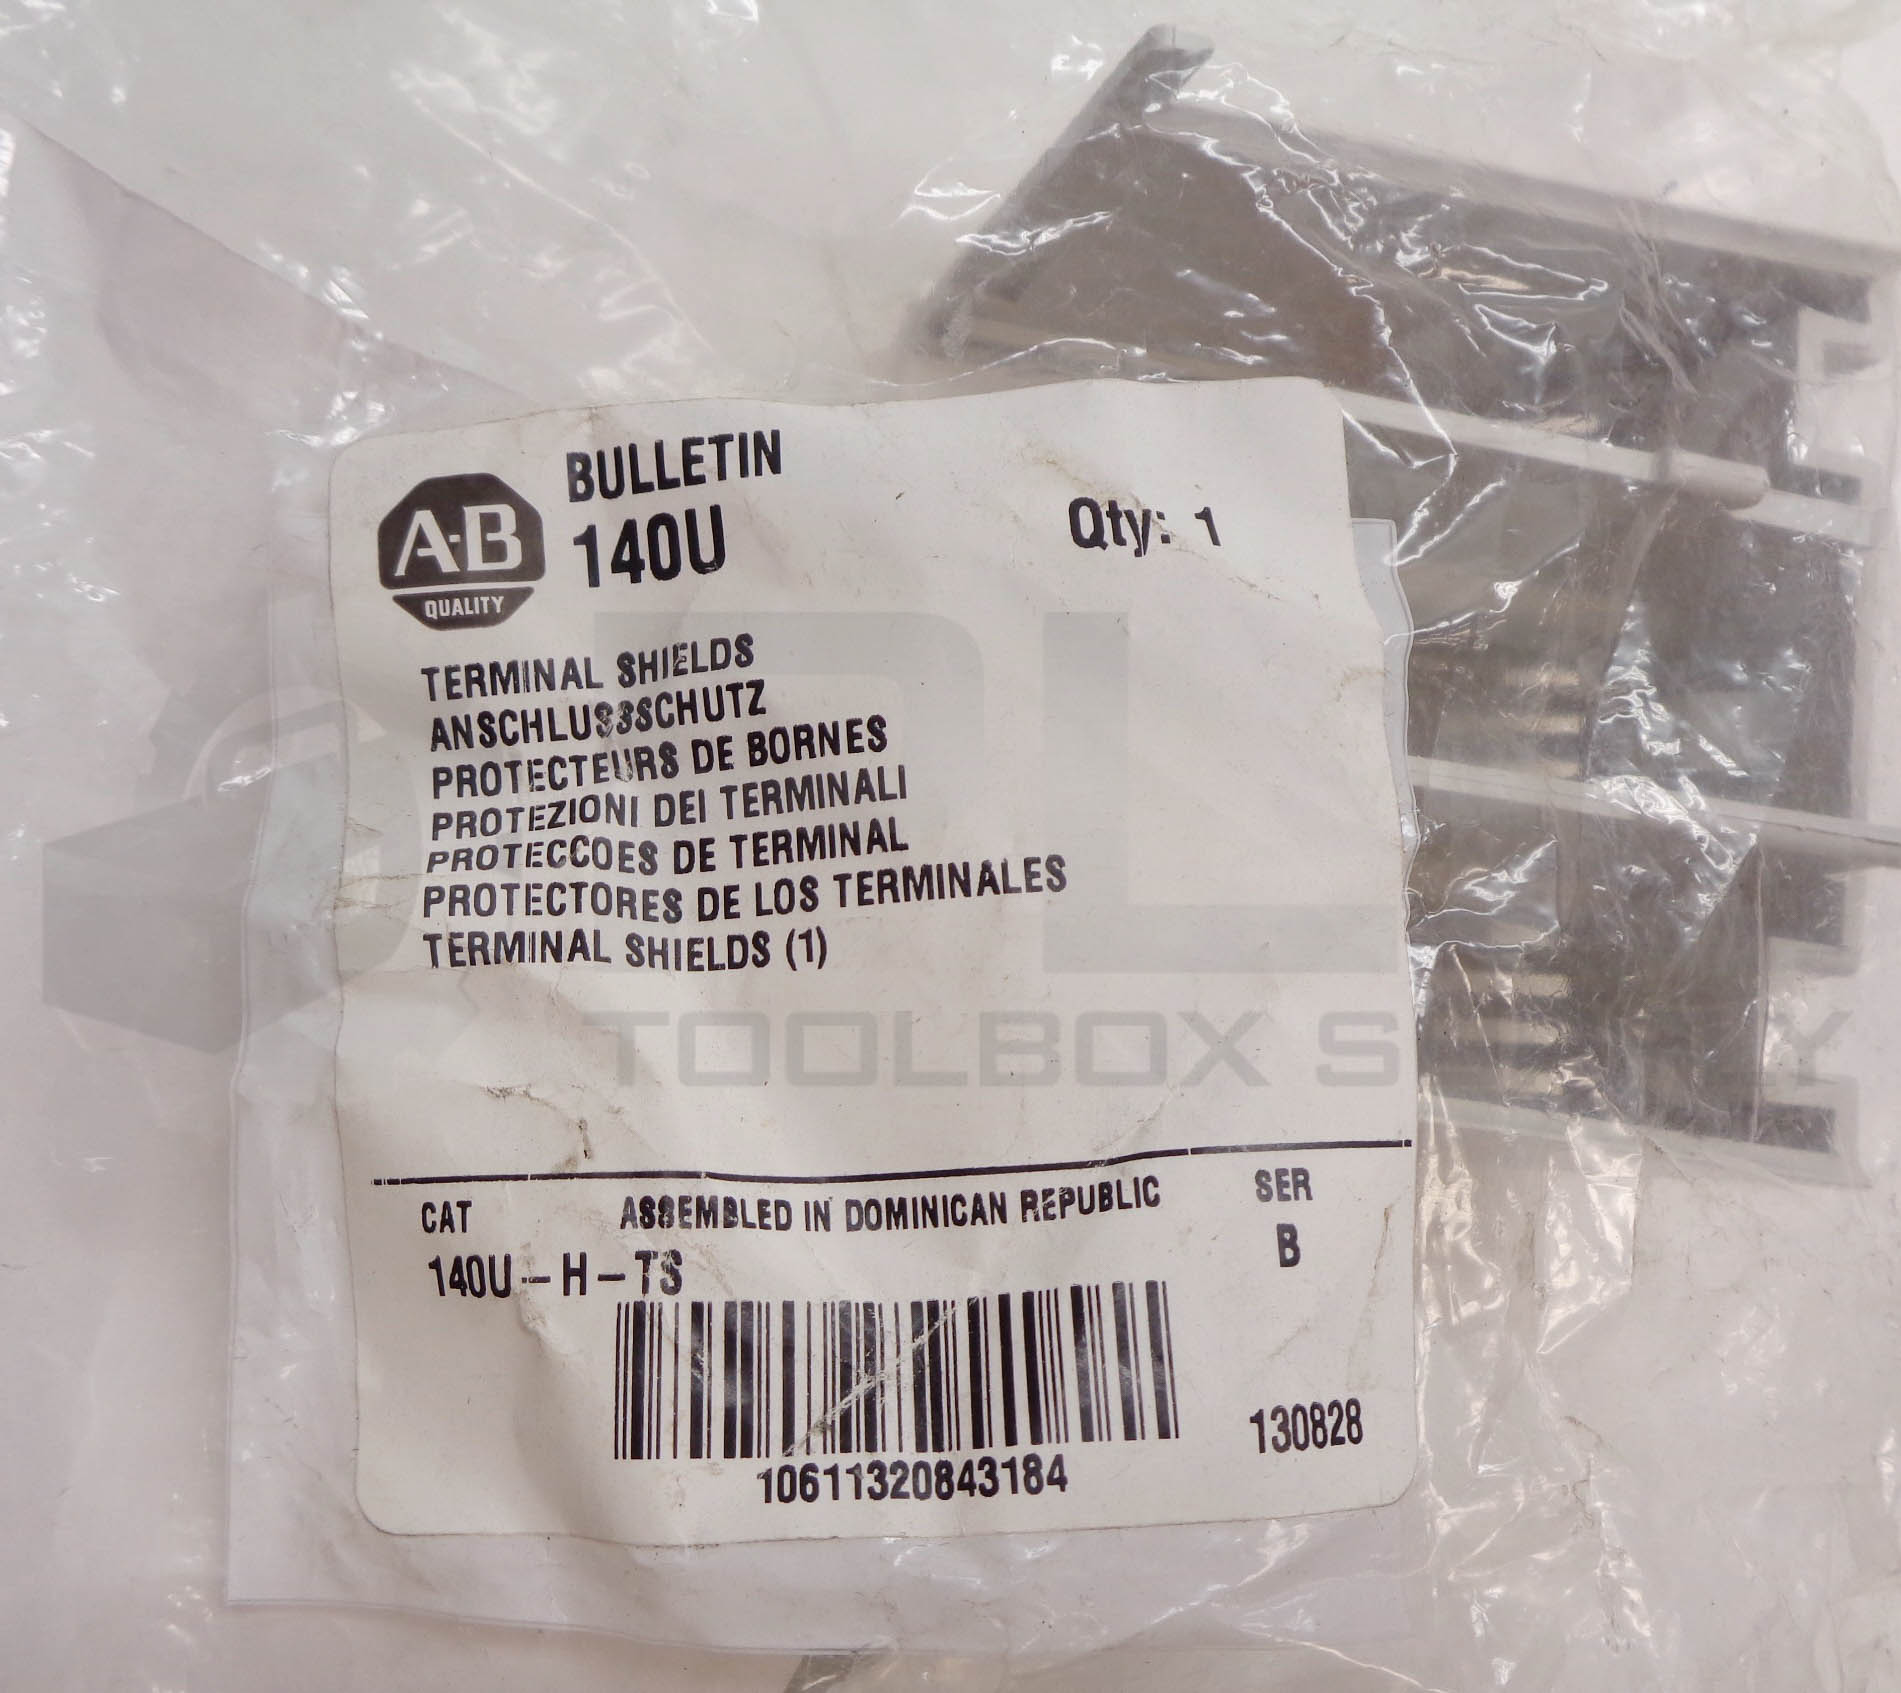 BULLETIN
A-B
QUALITY
140U
Qty: 1
TERMINAL SHIELDS
ANSCHLUSSSCHUTZ
PROTECTEURS DE BORNES
PROTEZIONI DEI TERMINALI
PROTECCOES DE TERMINAL
PROTECTORES DE LOS TERMINALES
TERMINAL SHIELDS (1)
TOOLBOX
CAT
ASSEMBLED IN DOMINICAN REPUBLIC
SER
140U-H-TS
B
130828
10611320843184